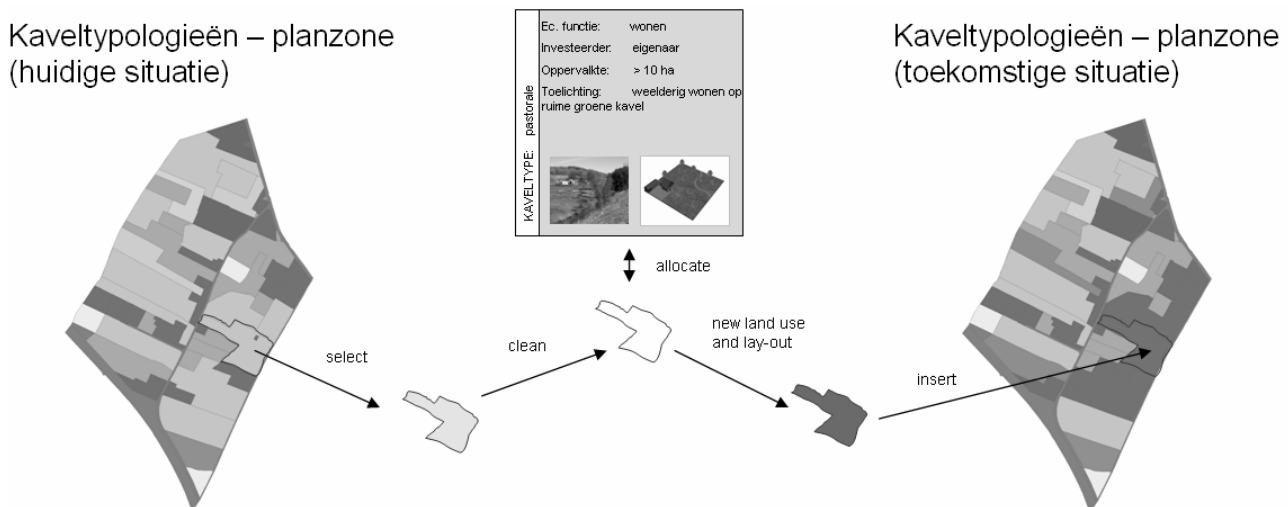 Kaveltypologieën – planzone
(huidige situatie)
KAVELTYPE: pastorale
Ec. functie: wonen
Investeerder: eigenaar
Oppervalkte: > 10 ha
Toelichting: weelderig wonen op
ruime groene kavel
Kaveltypologieën – planzone
(toekomstige situatie)
allocate
select
clean
new land use
and lay-out
insert